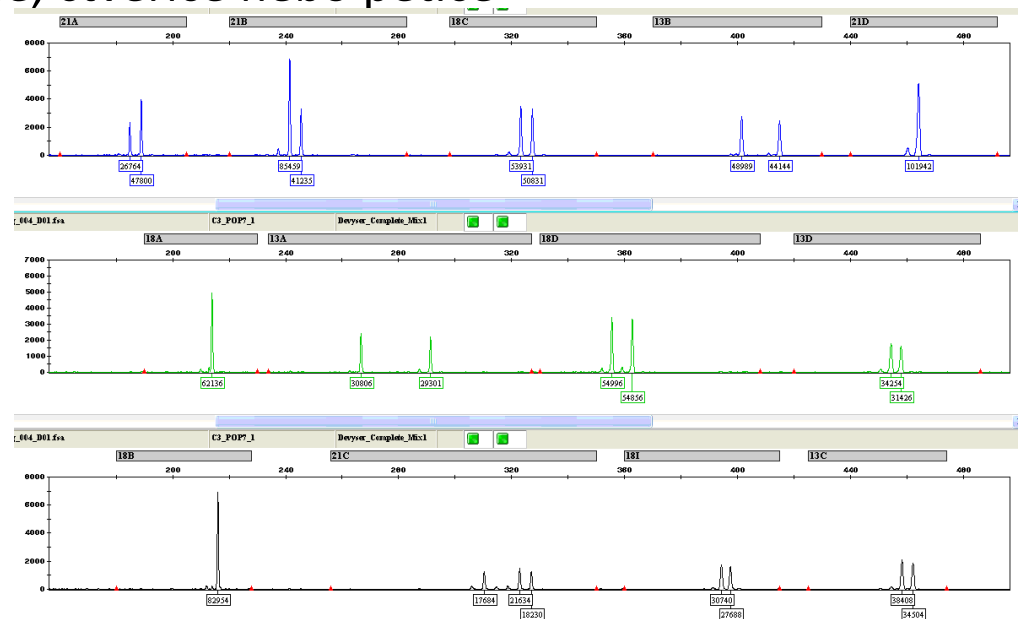 21A 21B 18C 13B 21D
200 240 280 320 360 400 440 480
6000
4000
2000
0
26764 85459 53931 48989 44144 101942
47800 41235 50831
_004_D01.fsa C3_POP7_1 Devyser_Complete_Mix1
18A 13A 18D 13D
200 240 280 320 360 400 440 480
7000
6000
5000
4000
3000
2000
1000
0
62136 30806 29301 54996 34254
54856 31426
_004_D01.fsa C3_POP7_1 Devyser_Complete_Mix1
18B 21C 18I 13C
200 240 280 320 360 400 440 480
6000
4000
2000
0
82954 17684 21634 30740 38408
18230 27688 34504